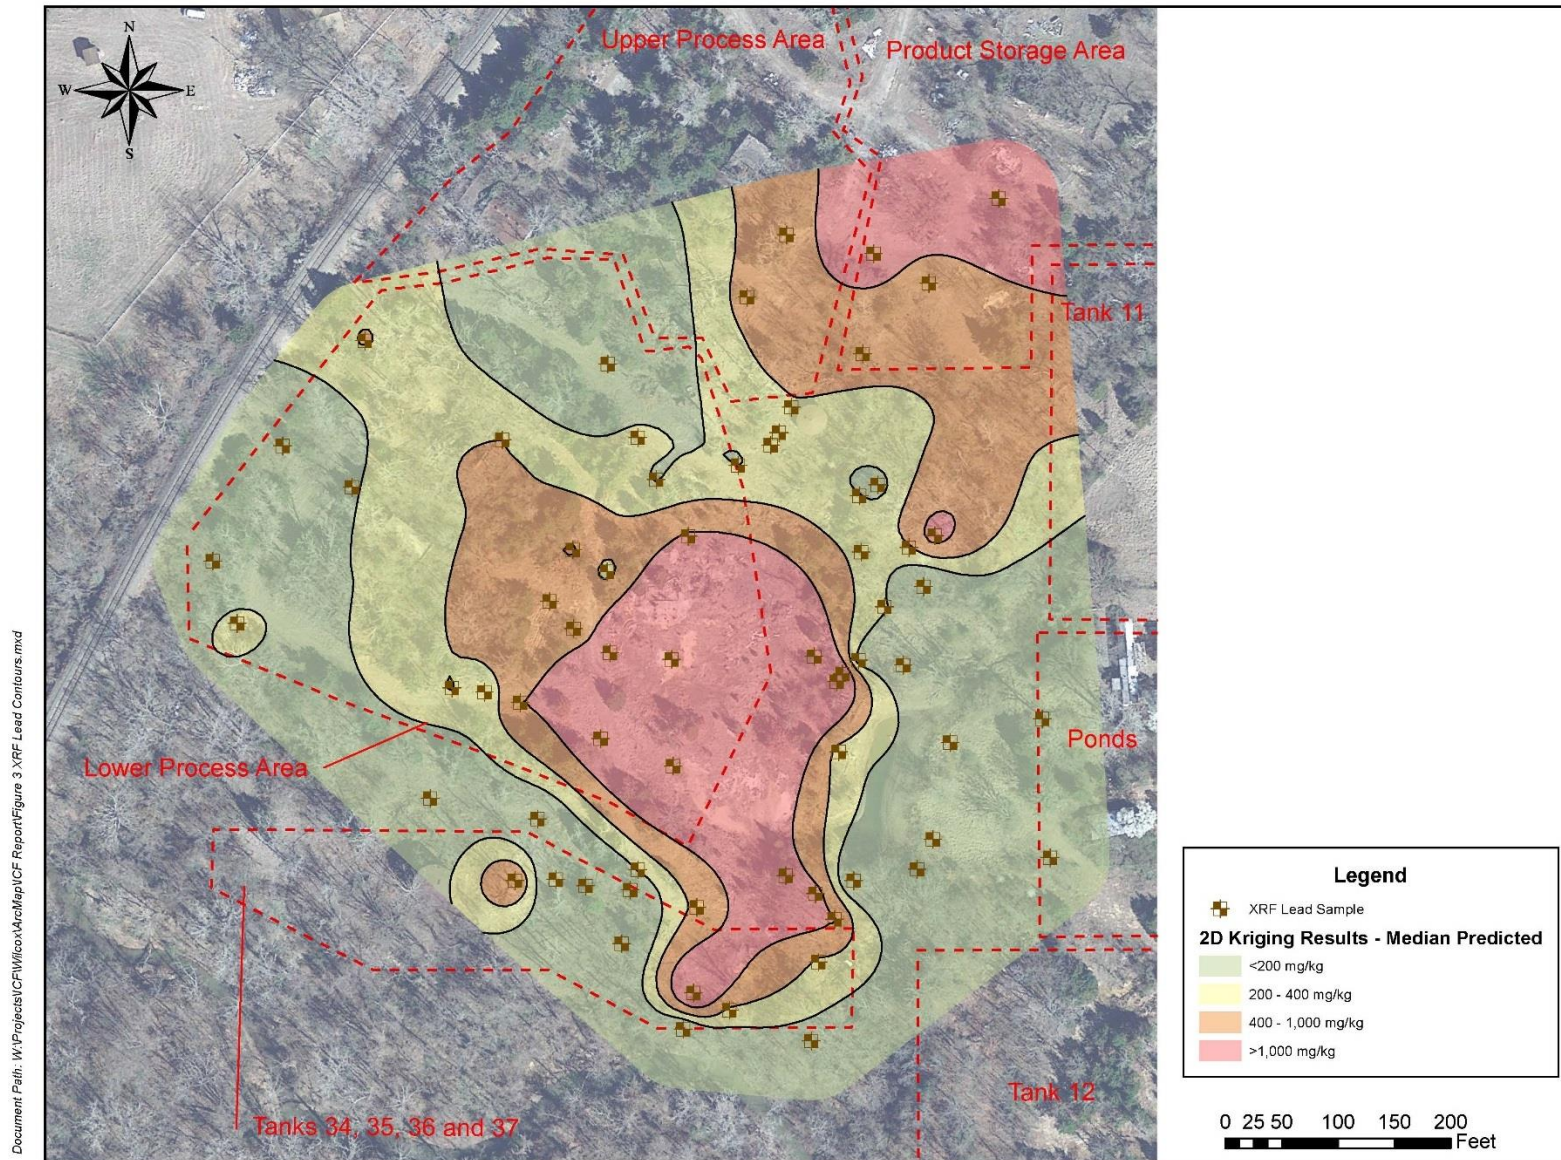 N
W
E
S
Upper Process Area
Product Storage Area
Tank 11
Lower Process Area
Ponds
Tank 12
Tanks 34, 35, 36 and 37
Document Path: W:\Projects\ICF\Wilcox\ArcMap\ICF Report\Figure 3 XRF Lead Contours.mxd
Legend
XRF Lead Sample
2D Kriging Results - Median Predicted
<200 mg/kg
200 - 400 mg/kg
400 - 1,000 mg/kg
>1,000 mg/kg
0 25 50 100 150 200
Feet